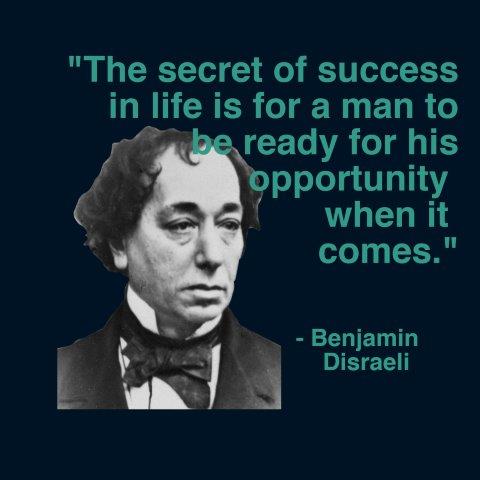 "The secret of success
in life is for a man to
be ready for his
opportunity
when it
comes."
- Benjamin
Disraeli